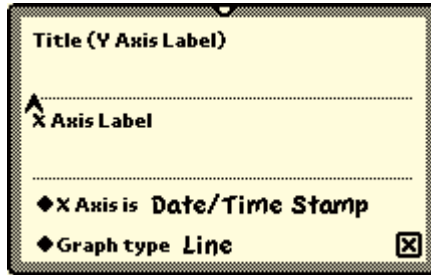 Title (Y Axis Label)
X Axis Label
◆X Axis is Date/Time Stamp
◆Graph type Line